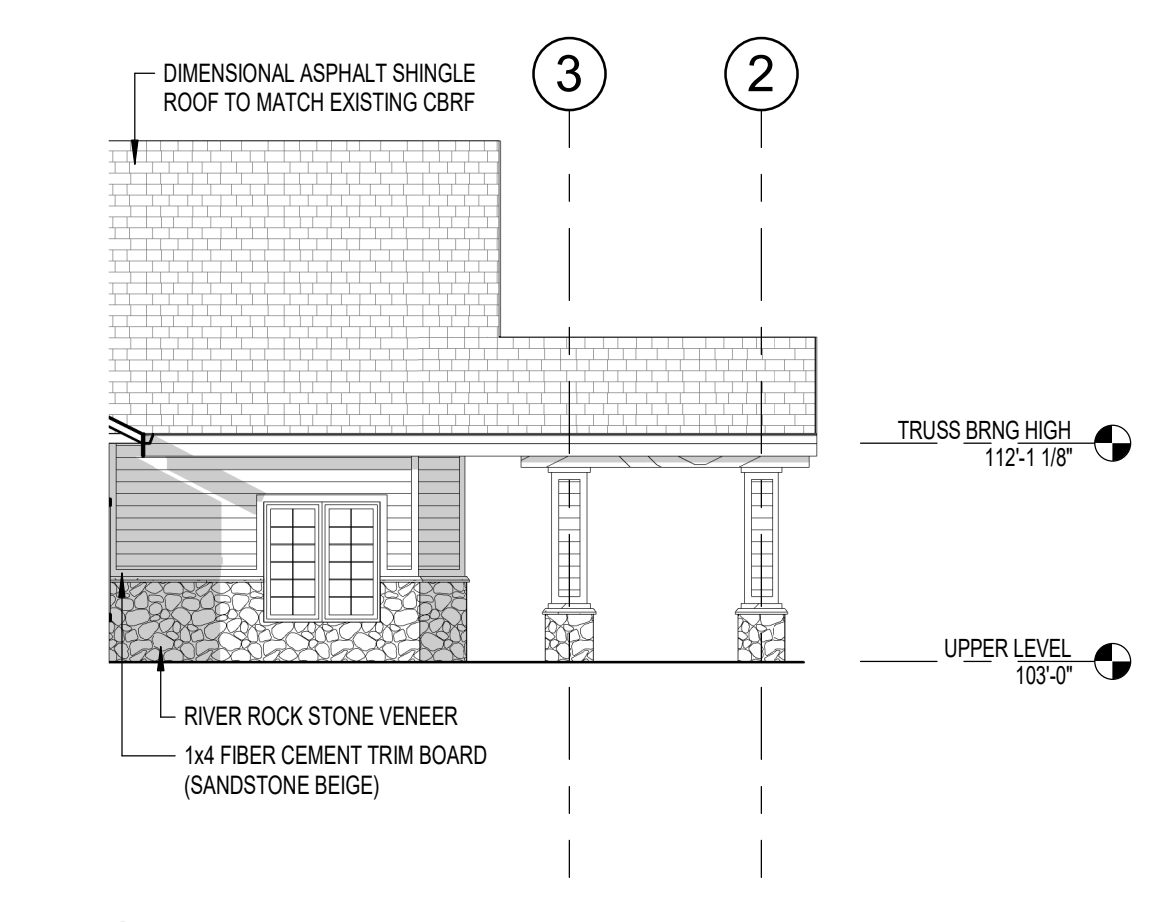 DIMENSIONAL ASPHALT SHINGLE
ROOF TO MATCH EXISTING CBRF
3
2
TRUSS BRNG HIGH
112'-1 1/8"
UPPER LEVEL
103'-0"
RIVER ROCK STONE VENEER
1x4 FIBER CEMENT TRIM BOARD
(SANDSTONE BEIGE)